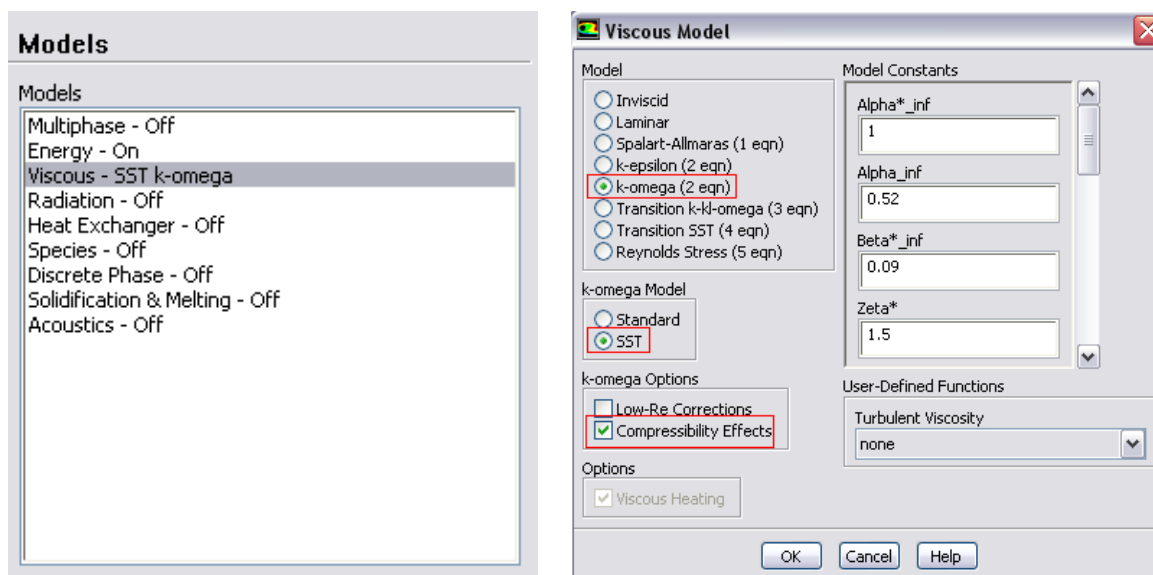 Models
Models
Multiphase - Off
Energy - On
Viscous - SST k-omega
Radiation - Off
Heat Exchanger - Off
Species - Off
Discrete Phase - Off
Solidification & Melting - Off
Acoustics - Off
Viscous Model
Model
Inviscid
Laminar
Spalart-Allmaras (1 eqn)
k-epsilon (2 eqn)
k-omega (2 eqn)
Transition k-kl-omega (3 eqn)
Transition SST (4 eqn)
Reynolds Stress (5 eqn)
k-omega Model
Standard
SST
k-omega Options
Low-Re Corrections
Compressibility Effects
Options
Viscous Heating
Model Constants
Alpha*_inf
1
Alpha_inf
0.52
Beta*_inf
0.09
Zeta*
1.5
User-Defined Functions
Turbulent Viscosity
none
OK
Cancel
Help